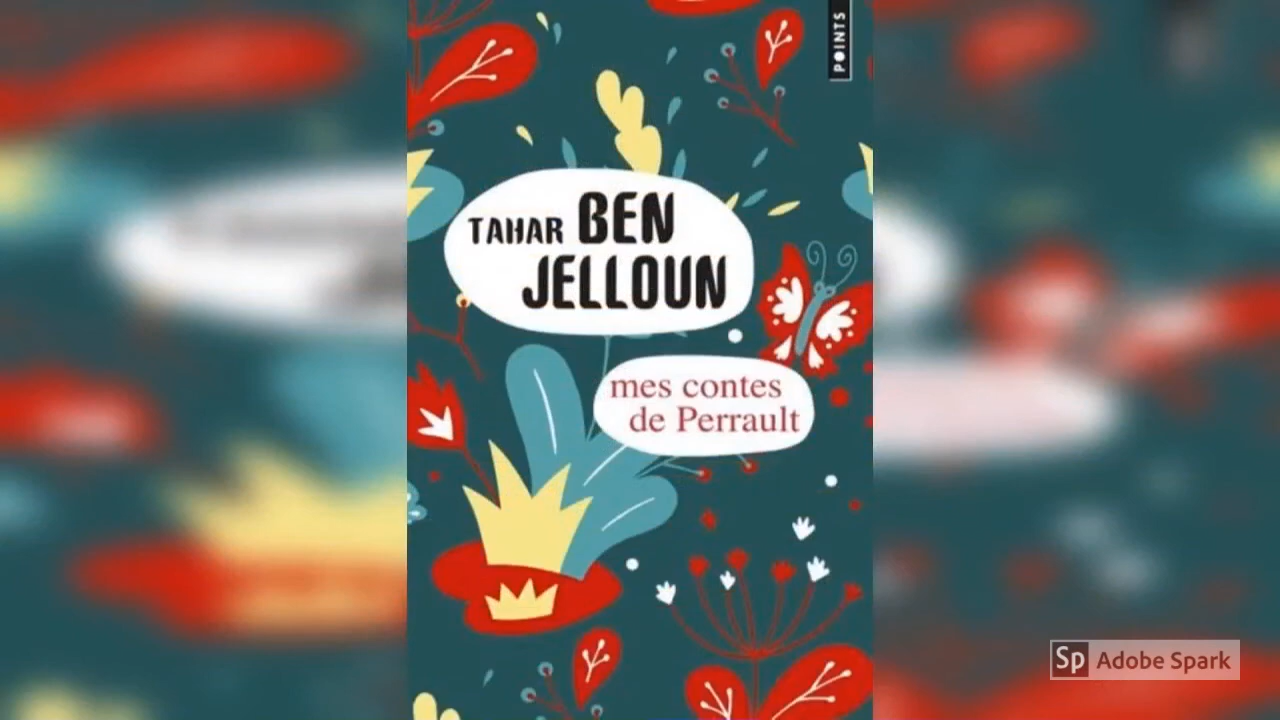 POINTS
TAHAR BEN
JELLOUN
mes contes
de Perrault
Sp Adobe Spark